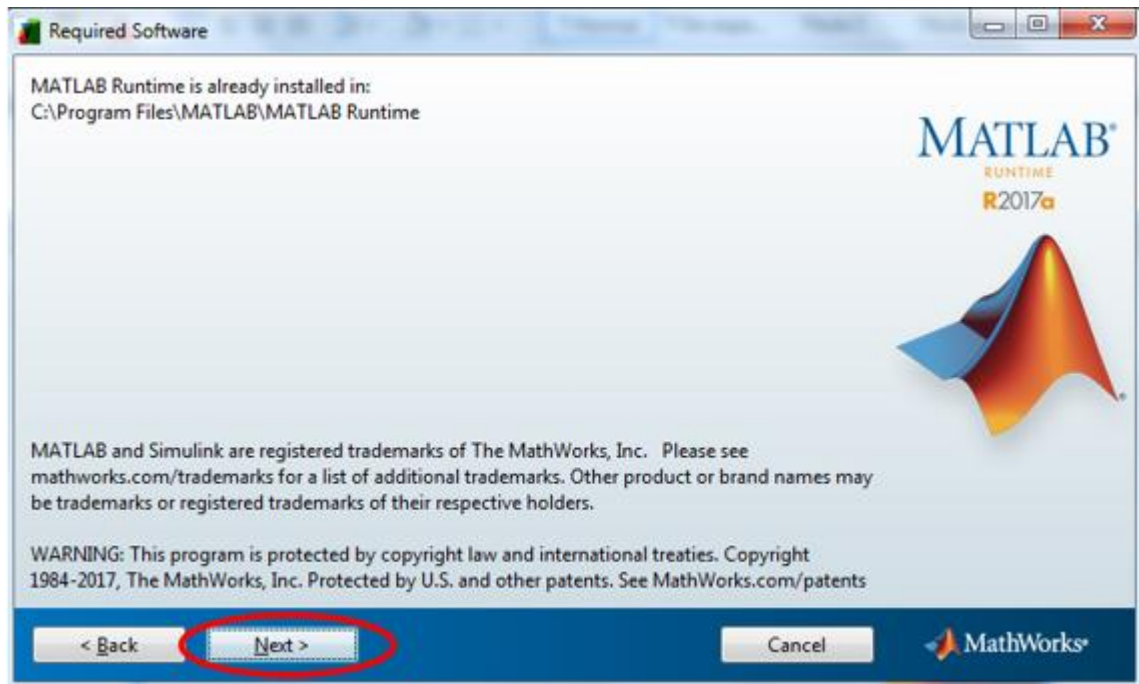 Required Software
MATLAB Runtime is already installed in:
C:\Program Files\MATLAB\MATLAB Runtime
MATLAB®
RUNTIME
R2017a
®
MATLAB and Simulink are registered trademarks of The MathWorks, Inc.   Please see
mathworks.com/trademarks for a list of additional trademarks. Other product or brand names may
be trademarks or registered trademarks of their respective holders.
WARNING: This program is protected by copyright law and international treaties. Copyright
1984-2017, The MathWorks, Inc. Protected by U.S. and other patents. See MathWorks.com/patents
< Back
Next >
Cancel
MathWorks®